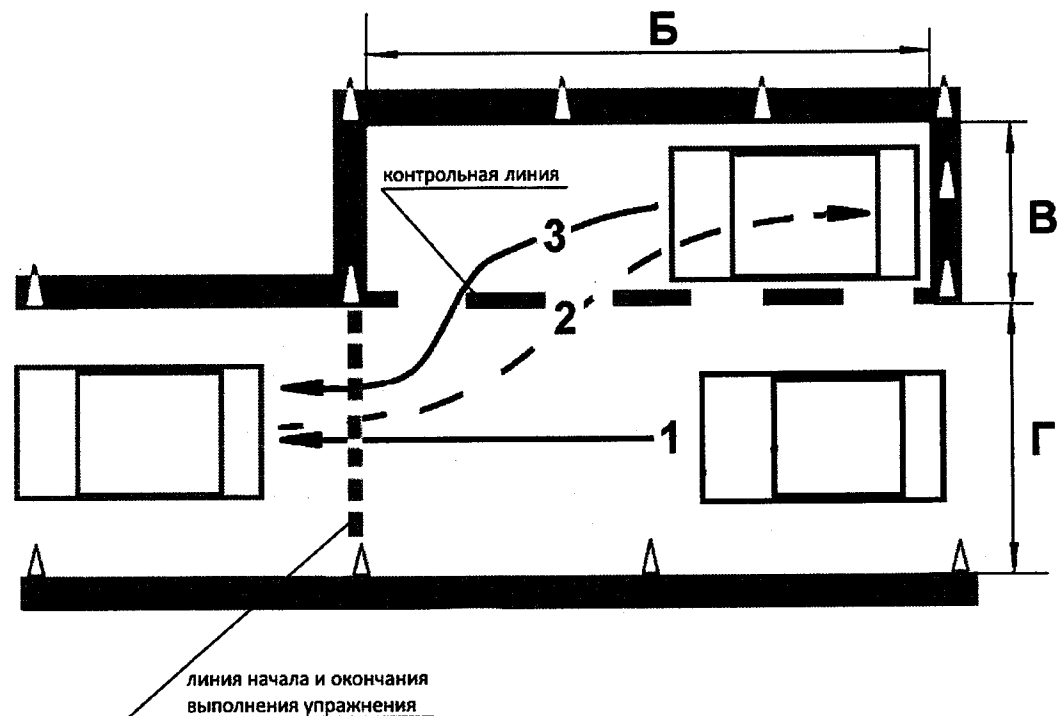 Б
контрольная линия
В
3
2
1
Г
линия начала и окончания
выполнения упражнения